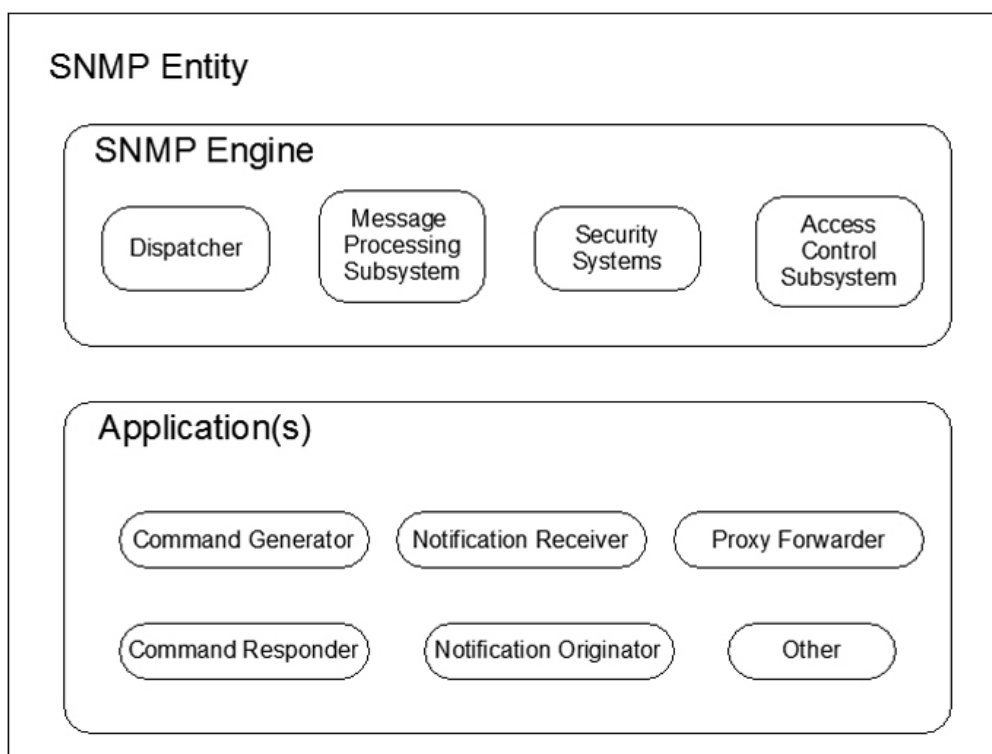 SNMP Entity
SNMP Engine
Dispatcher
Message
Processing
Subsystem
Security
Systems
Access
Control
Subsystem
Application(s)
Command Generator
Notification Receiver
Proxy Forwarder
Command Responder
Notification Originator
Other